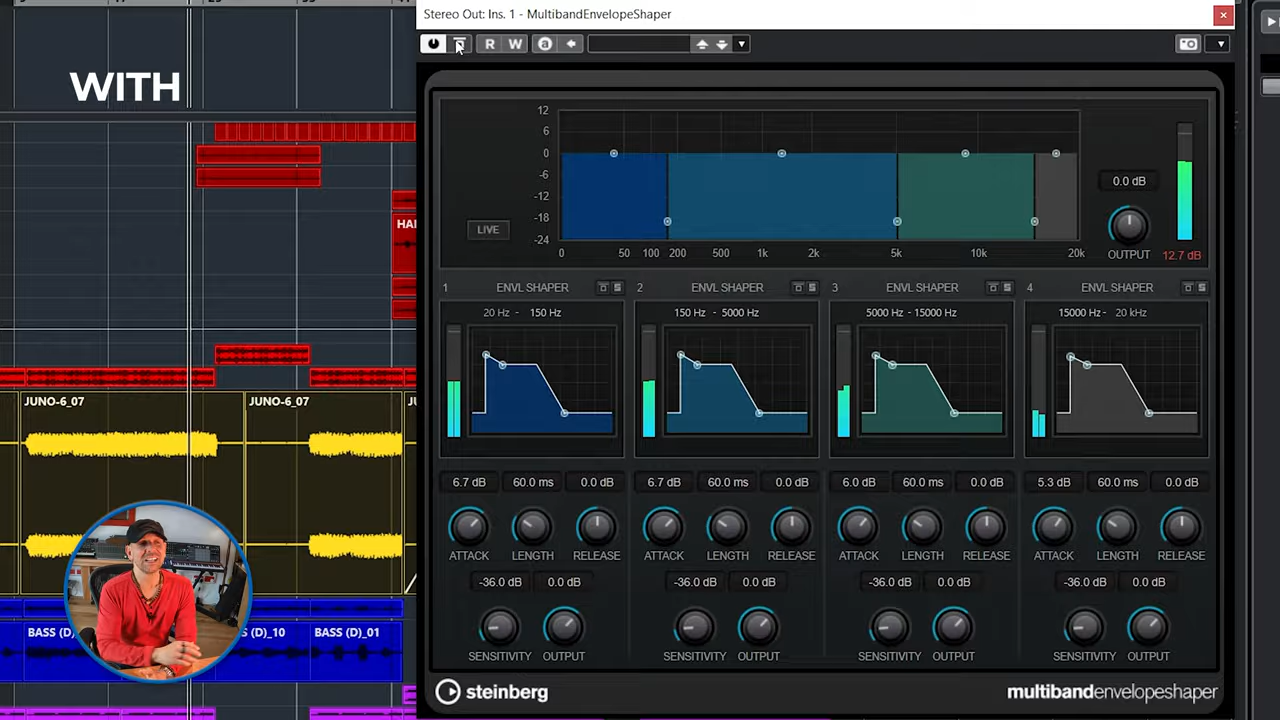 Stereo Out: Ins. 1 - MultibandEnvelopeShaper
R W a
WITH
12
6
0
-6
-12
-18
-24
0 50 100 200 500 1k 2k 5k 10k 20k
LIVE
0.0 dB
OUTPUT
12.7 dB
1 ENVL SHAPER S
2 ENVL SHAPER S
3 ENVL SHAPER S
4 ENVL SHAPER S
20 Hz - 150 Hz
150 Hz - 5000 Hz
5000 Hz - 15000 Hz
15000 Hz - 20 kHz
6.7 dB 60.0 ms 0.0 dB
6.7 dB 60.0 ms 0.0 dB
6.0 dB 60.0 ms 0.0 dB
5.3 dB 60.0 ms 0.0 dB
ATTACK LENGTH RELEASE
ATTACK LENGTH RELEASE
ATTACK LENGTH RELEASE
ATTACK LENGTH RELEASE
-36.0 dB 0.0 dB
-36.0 dB 0.0 dB
-36.0 dB 0.0 dB
-36.0 dB 0.0 dB
SENSITIVITY OUTPUT
SENSITIVITY OUTPUT
SENSITIVITY OUTPUT
SENSITIVITY OUTPUT
steinberg
multibandenvelopeshaper
HAI
JUNO-6_07
JUNO-6_07
BASS (D)
S (D)_10
BASS (D)_01